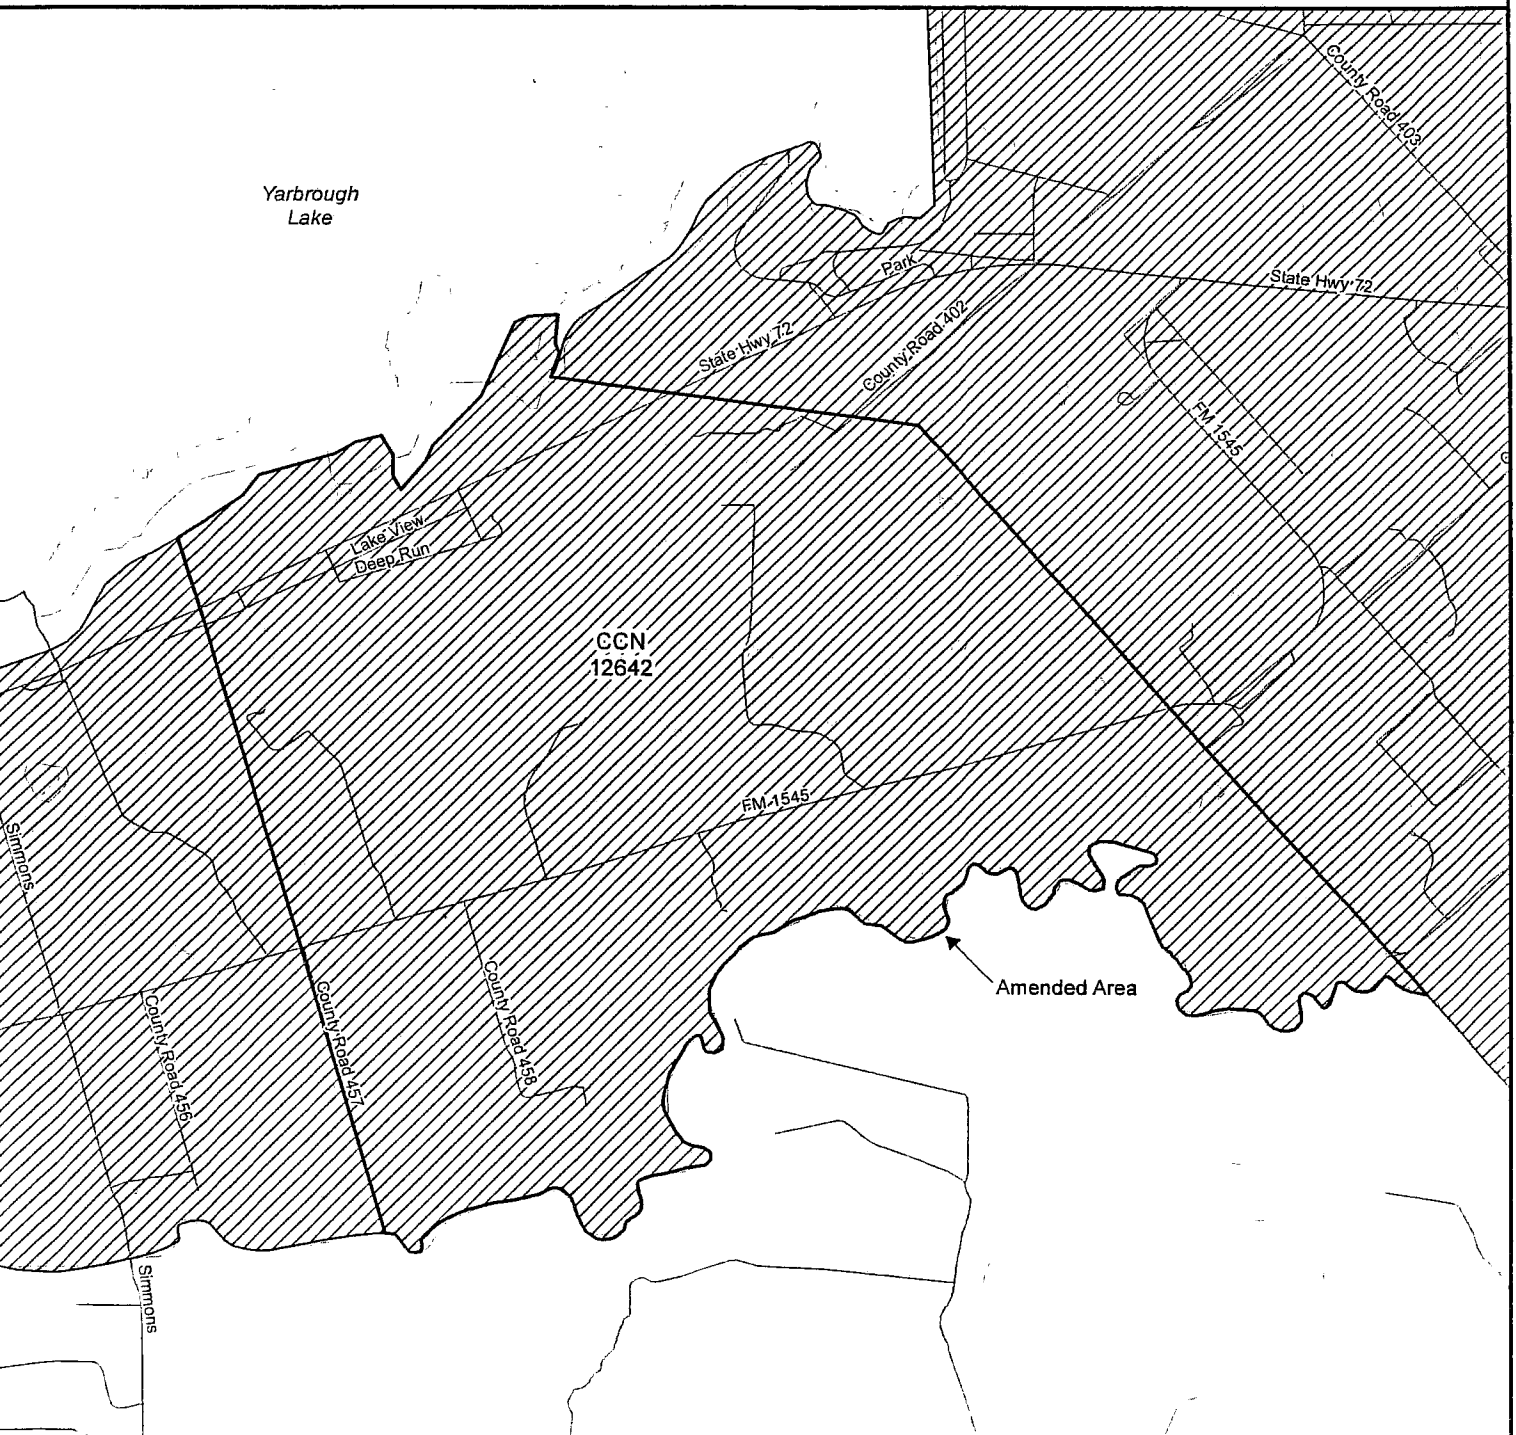 County Road 403
Yarbrough
Lake
Park
State Hwy 72
State Hwy 72
County Road 402
FM 1545
Lake View
Deep Run
CCN
12642
FM 1545
Simmons
Amended Area
County Road 456
County Road 457
County Road 458
Simmons